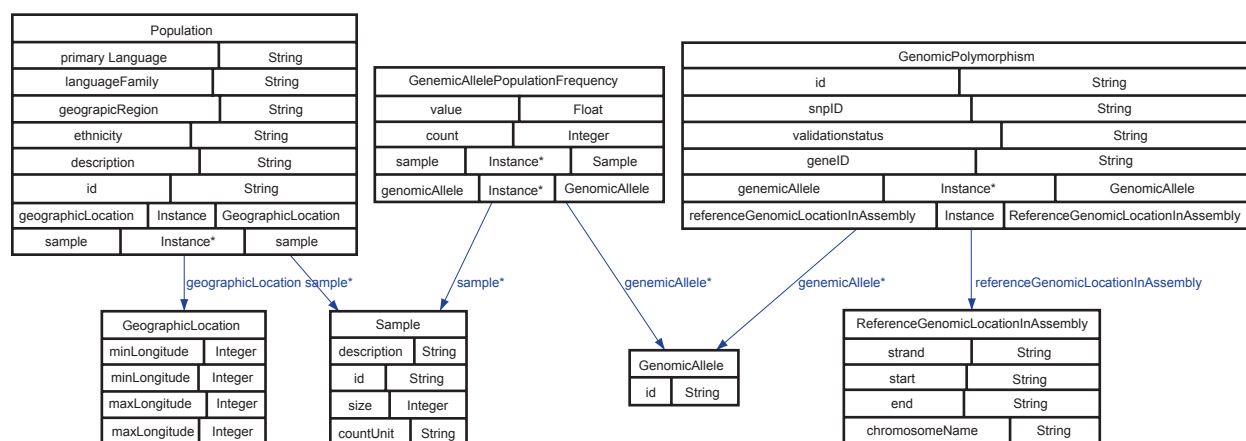 Population
primary Language String
languageFamily String
geograpicRegion String
ethnicity String
description String
id String
geographicLocation Instance GeographicLocation
sample Instance* sample
GenemicAllelePopulationFrequency
value Float
count Integer
sample Instance* Sample
genomicAllele Instance* GenomicAllele
GenomicPolymorphism
id String
snpID String
validationstatus String
geneID String
genemicAllele Instance* GenomicAllele
referenceGenomicLocationInAssembly Instance ReferenceGenomicLocationInAssembly
geographicLocation sample* sample* genemicAllele* genemicAllele* referenceGenomicLocationInAssembly
GeographicLocation
minLongitude Integer
minLongitude Integer
maxLongitude Integer
maxLongitude Integer
Sample
description String
id String
size Integer
countUnit String
GenomicAllele
id String
ReferenceGenomicLocationInAssembly
strand String
start String
end String
chromosomeName String